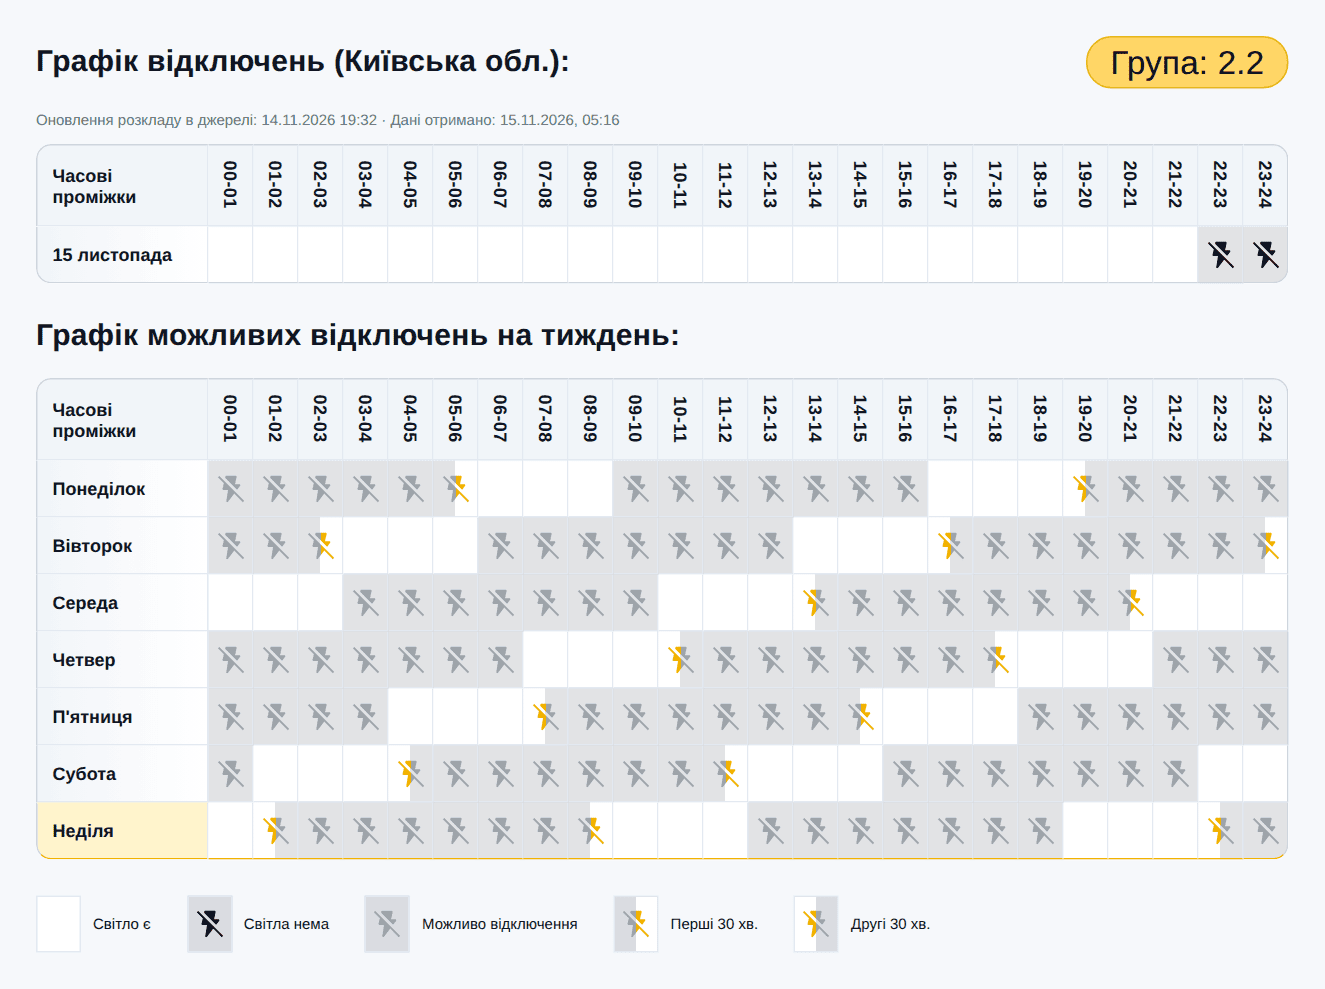 Графік відключень (Київська обл.):
Група: 2.2
Оновлення розкладу в джерелі: 14.11.2026 19:32 · Дані отримано: 15.11.2026, 05:16
Часові проміжки 00-01 01-02 02-03 03-04 04-05 05-06 06-07 07-08 08-09 09-10 10-11 11-12 12-13 13-14 14-15 15-16 16-17 17-18 18-19 19-20 20-21 21-22 22-23 23-24
15 листопада
Графік можливих відключень на тиждень:
Часові проміжки 00-01 01-02 02-03 03-04 04-05 05-06 06-07 07-08 08-09 09-10 10-11 11-12 12-13 13-14 14-15 15-16 16-17 17-18 18-19 19-20 20-21 21-22 22-23 23-24
Понеділок
Вівторок
Середа
Четвер
П'ятниця
Субота
Неділя
Світло є Світла нема Можливо відключення Перші 30 хв. Другі 30 хв.